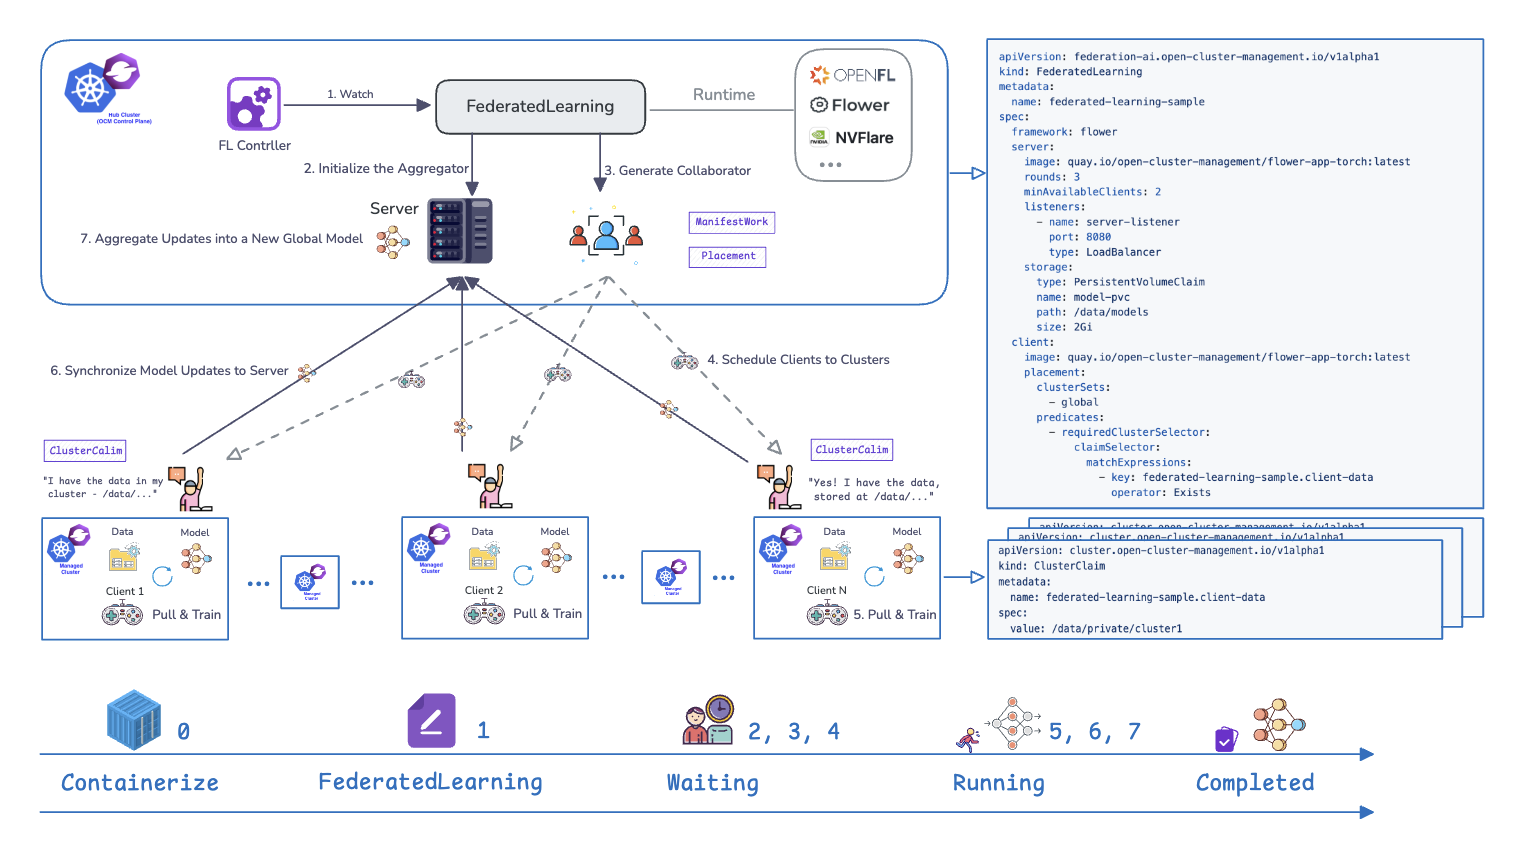 Hub Cluster
(OCM Control Plane)
FL Contrller
1. Watch
FederatedLearning
Runtime
OPENFL
Flower
NVIDIA
NVFlare
2. Initialize the Aggregator
3. Generate Collaborator
Server
7. Aggregate Updates into a New Global Model
ManifestWork
Placement
6. Synchronize Model Updates to Server
4. Schedule Clients to Clusters
ClusterCalim
"I have the data in my
cluster - /data/..."
ClusterCalim
"Yes! I have the data,
stored at /data/..."
Managed
Cluster
Data
Model
Client 1
Pull & Train
Managed
Cluster
Managed
Cluster
Data
Model
Client 2
Pull & Train
Managed
Cluster
Managed
Cluster
Data
Model
Client N
5. Pull & Train
apiVersion: federation-ai.open-cluster-management.io/v1alpha1
kind: FederatedLearning
metadata:
  name: federated-learning-sample
spec:
  framework: flower
  server:
    image: quay.io/open-cluster-management/flower-app-torch:latest
    rounds: 3
    minAvailableClients: 2
    listeners:
      - name: server-listener
        port: 8080
        type: LoadBalancer
    storage:
      type: PersistentVolumeClaim
      name: model-pvc
      path: /data/models
      size: 2Gi
  client:
    image: quay.io/open-cluster-management/flower-app-torch:latest
    placement:
      clusterSets:
        - global
      predicates:
        - requiredClusterSelector:
            claimSelector:
              matchExpressions:
                - key: federated-learning-sample.client-data
                  operator: Exists
apiVersion: cluster.open-cluster-management.io/v1alpha1
apiVersion: cluster.open-cluster-management.io/v1alpha1
apiVersion: cluster.open-cluster-management.io/v1alpha1
kind: ClusterClaim
metadata:
  name: federated-learning-sample.client-data
spec:
  value: /data/private/cluster1
0
1
2, 3, 4
5, 6, 7
Containerize
FederatedLearning
Waiting
Running
Completed